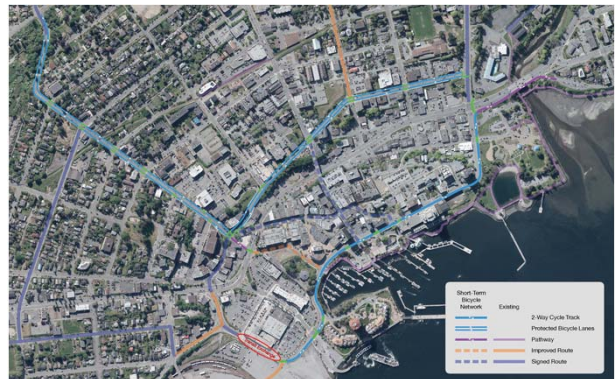 Short-Term
Bicycle
Network
Existing
2-Way Cycle Track
Protected Bicycle Lanes
Pathway
Improved Route
Signed Route